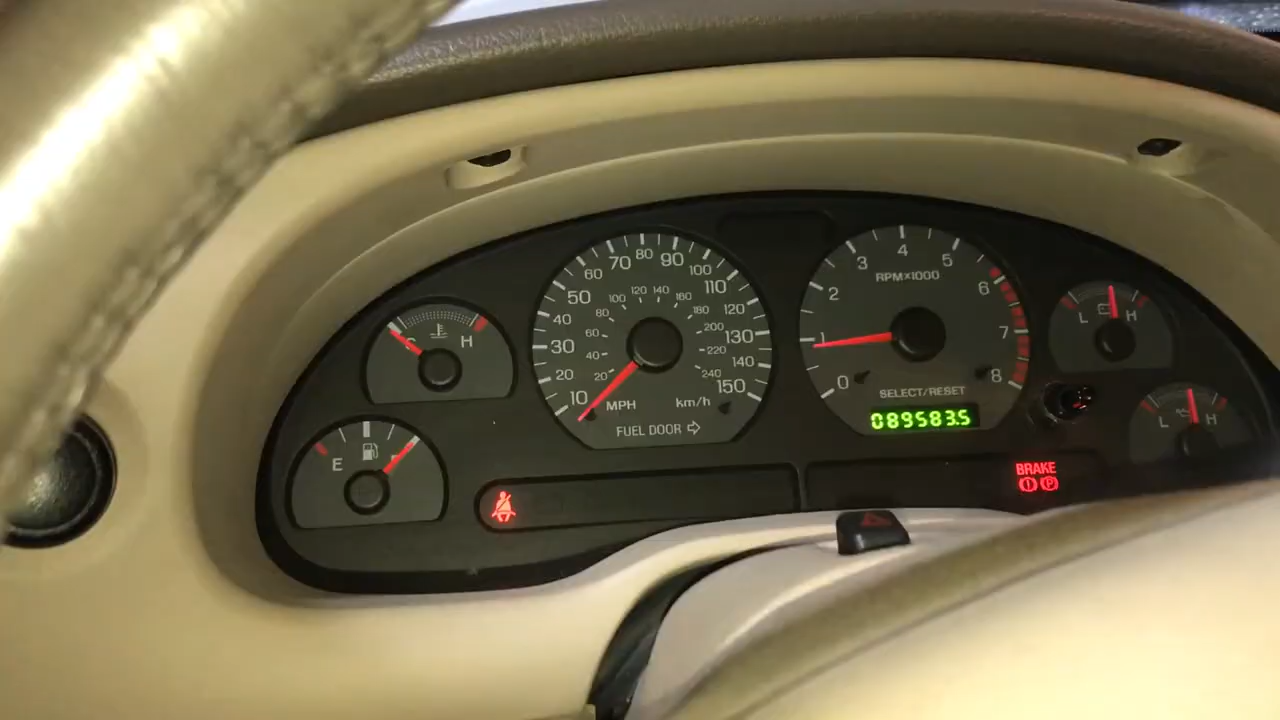 C H
E F
10 20 30 40 50 60 70 80 90 100 110 120 130 140 150
20 40 60 80 100 120 140 160 180 200 220 240
MPH km/h
FUEL DOOR
0 1 2 3 4 5 6 7 8
RPM×1000
SELECT/RESET
089583.5
L H
L H
BRAKE
P